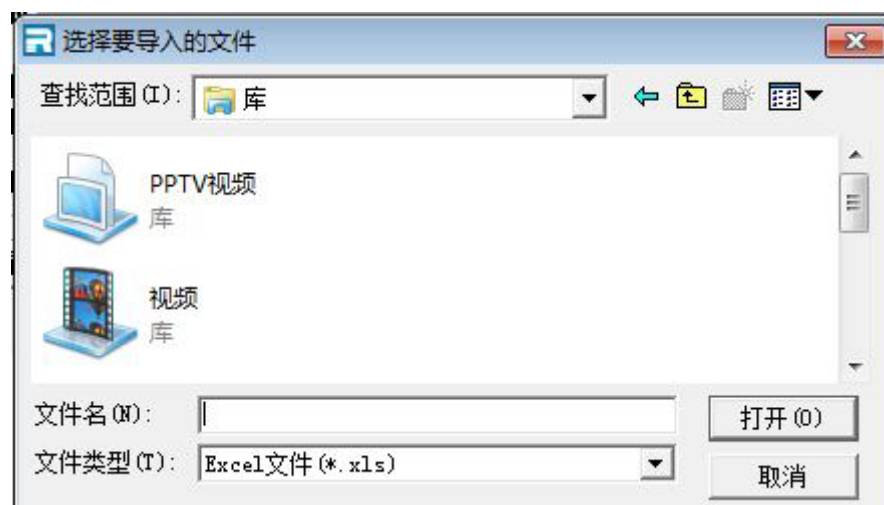 选择要导入的文件
查找范围(I):
库
PPTV视频
库
视频
库
文件名(N):
打开(O)
文件类型(T):
Excel文件(*.xls)
取消